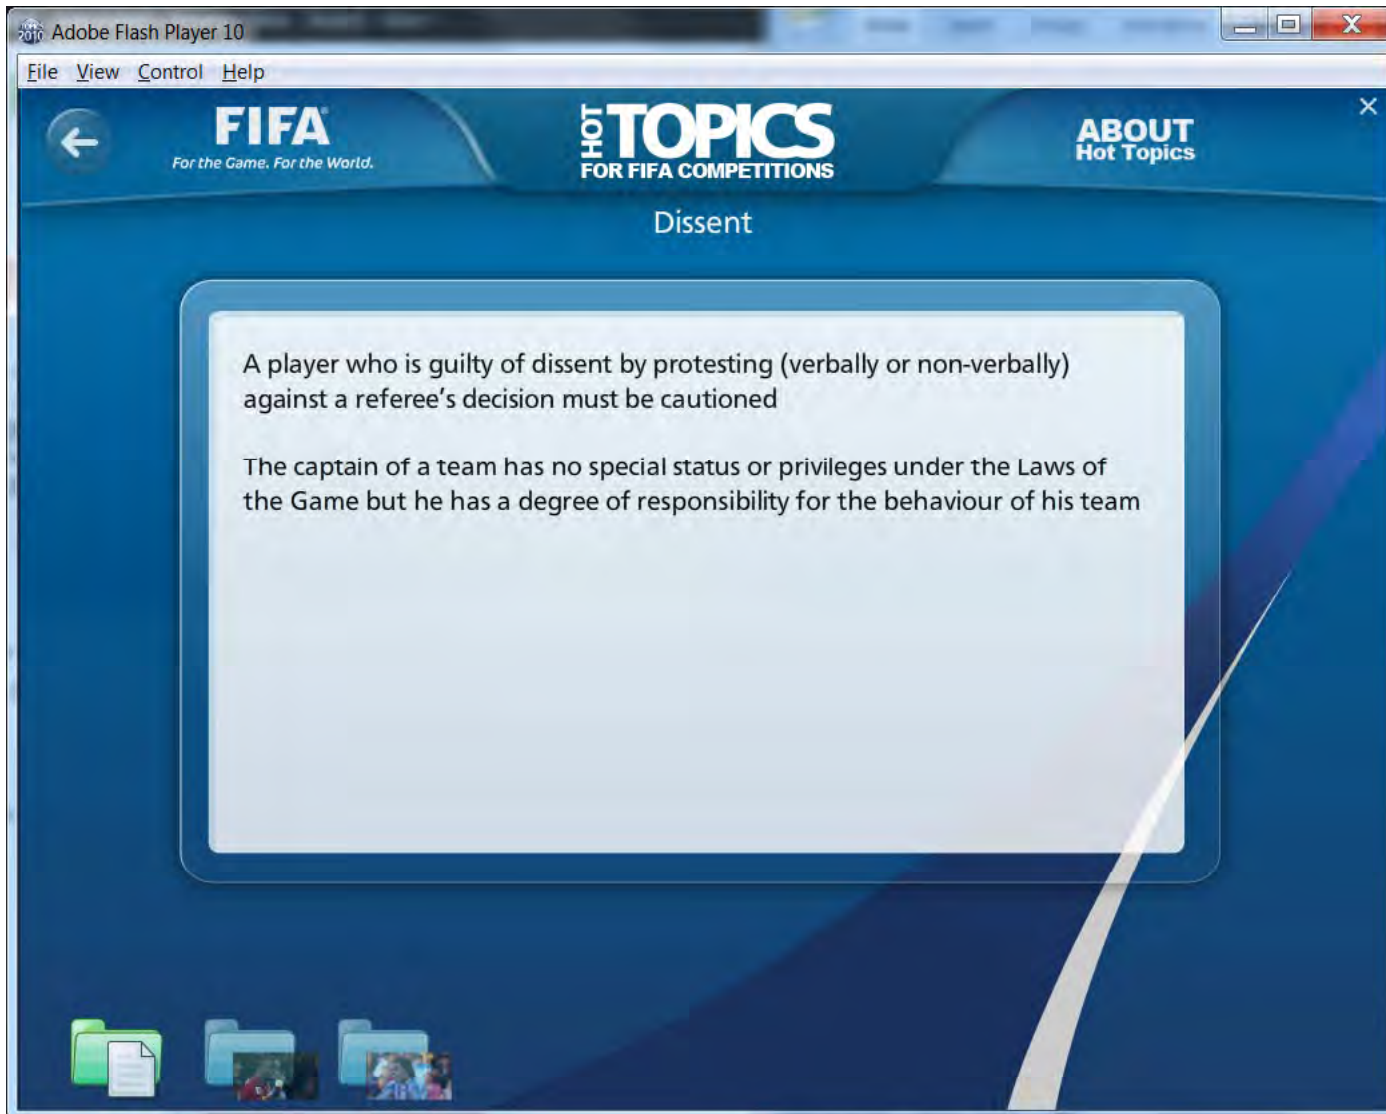 Adobe Flash Player 10
File View Control Help
FIFA
For the Game. For the World.
HOT TOPICS
FOR FIFA COMPETITIONS
ABOUT
Hot Topics
Dissent
A player who is guilty of dissent by protesting (verbally or non-verbally)
against a referee's decision must be cautioned
The captain of a team has no special status or privileges under the Laws of
the Game but he has a degree of responsibility for the behaviour of his team